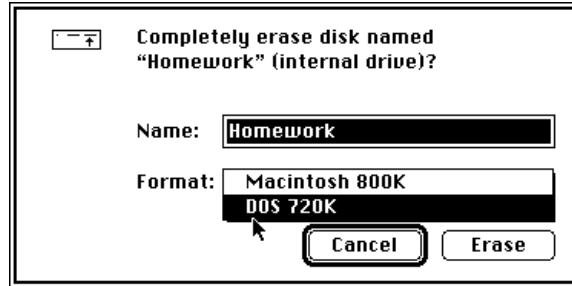 Completely erase disk named
“Homework” (internal drive)?
Name: Homework
Format: Macintosh 800K
DOS 720K
Cancel Erase